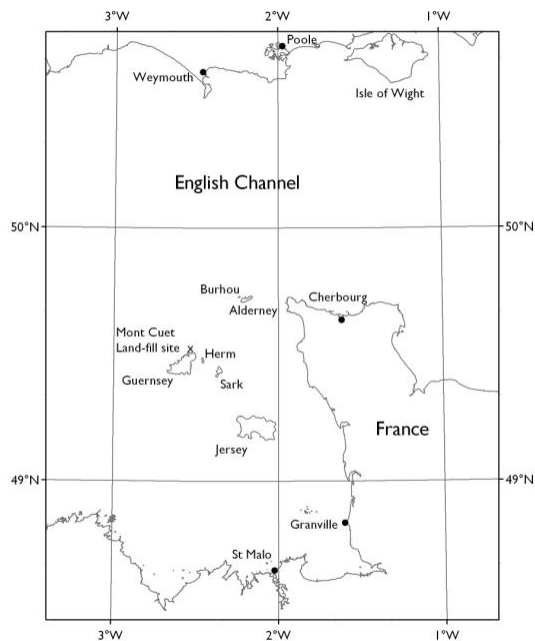 3°W
2°W
1°W
Poole
Weymouth
Isle of Wight
English Channel
50°N
50°N
Burhou
Cherbourg
Alderney
Mont Cuet
Land-fill site
x
Herm
Guernsey
Sark
France
Jersey
49°N
49°N
Granville
St Malo
3°W
2°W
1°W